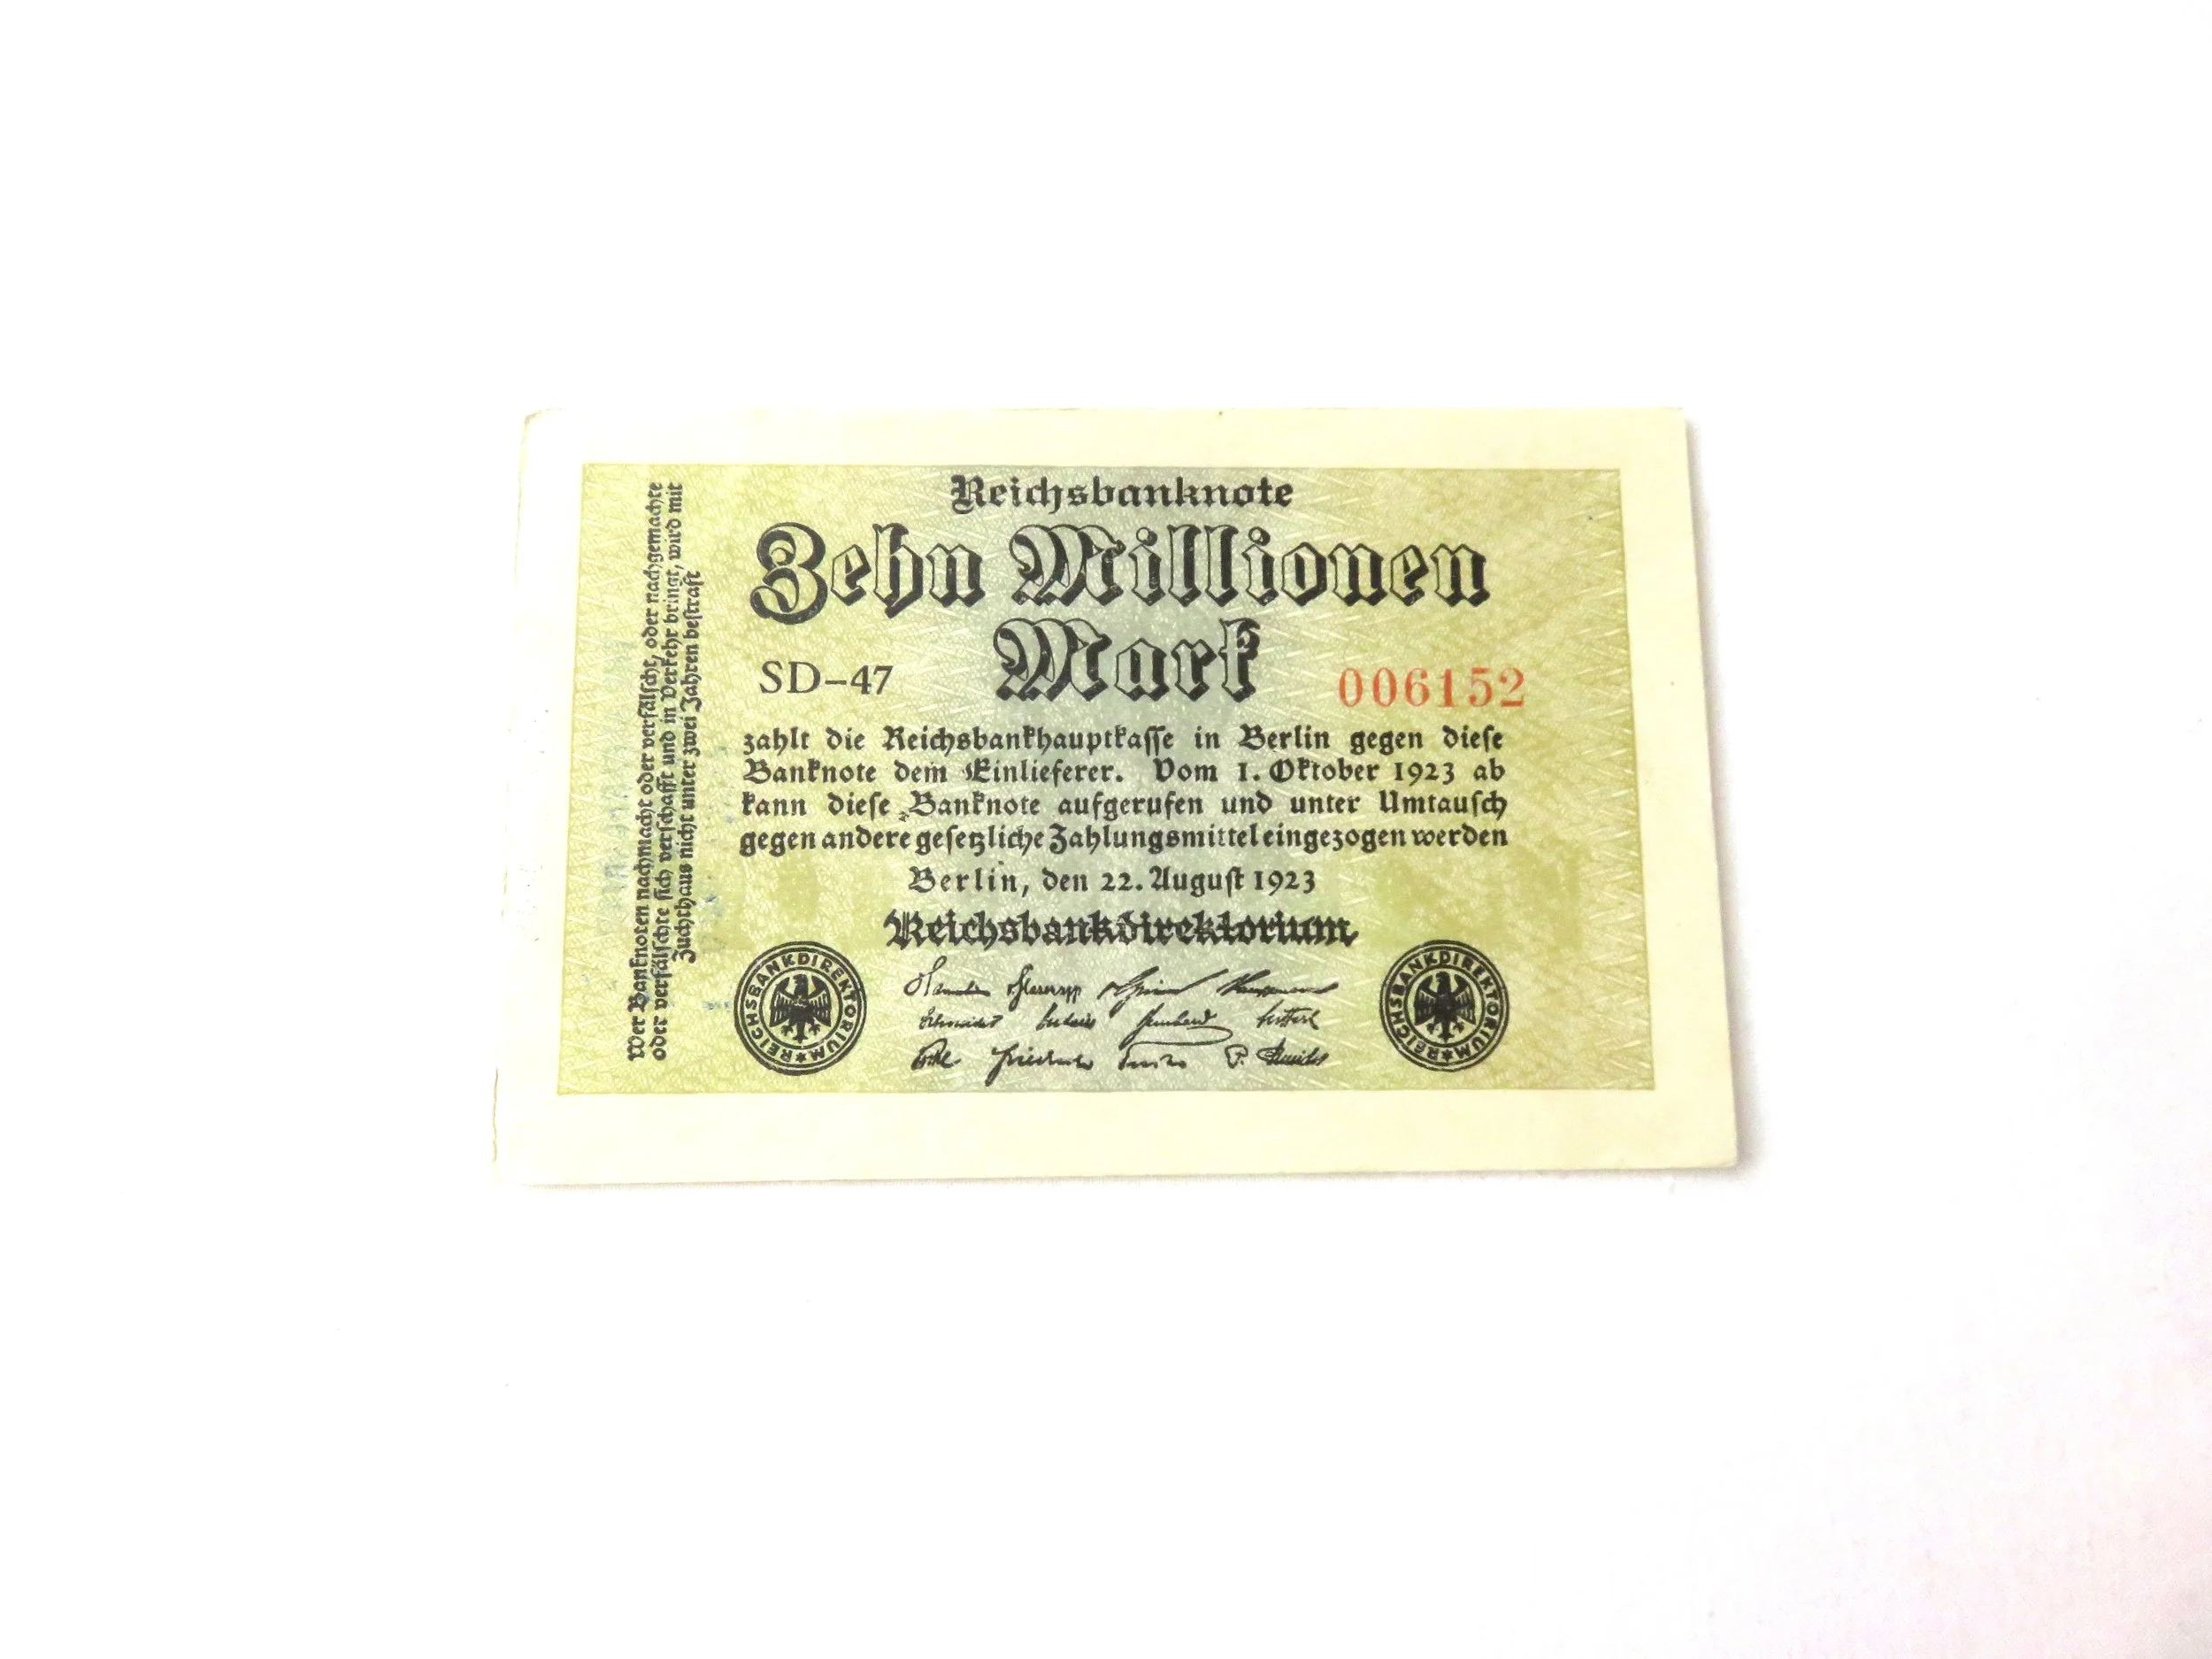 Reichsbanknote
Zehn Millionen
Mark
SD-47
006152
zahlt die Reichsbankhauptkasse in Berlin gegen diese
Banknote dem Einlieferer. Vom 1. Oktober 1923 ab
kann diese Banknote aufgerufen und unter Umtausch
gegen andere gesetzliche Zahlungsmittel eingezogen werden
Berlin, den 22. August 1923
Reichsbankdirektorium
REICHSBANKDIREKTORIUM
REICHSBANKDIREKTORIUM
Wer Banknoten nachmacht oder verfälscht, oder nachgemachte
oder verfälschte sich verschafft und in Verkehr bringt, wird mit
Zuchthaus nicht unter zwei Jahren bestraft